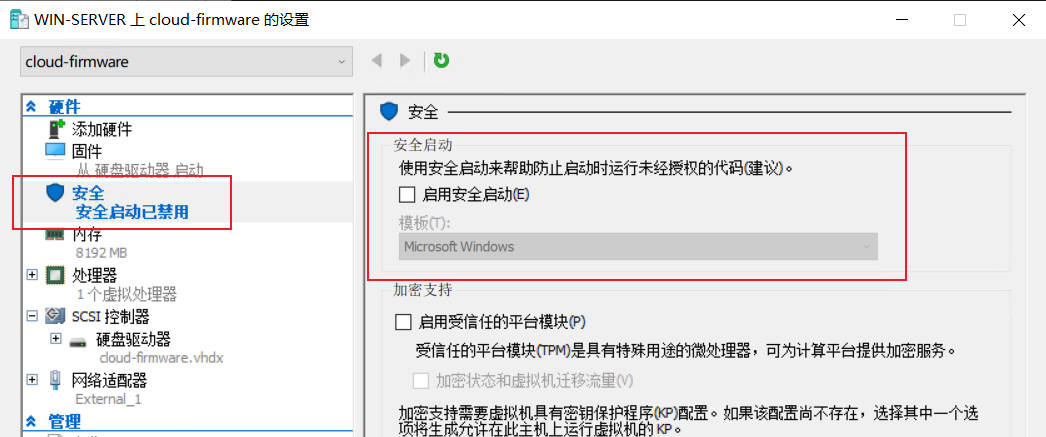 WIN-SERVER 上 cloud-firmware 的设置
cloud-firmware
硬件
添加硬件
固件
从 硬盘驱动器 启动
安全
安全启动已禁用
内存
8192 MB
处理器
1 个虚拟处理器
SCSI 控制器
硬盘驱动器
cloud-firmware.vhdx
网络适配器
External_1
管理
安全
安全启动
使用安全启动来帮助防止启动时运行未经授权的代码(建议)。
启用安全启动(E)
模板(T):
Microsoft Windows
加密支持
启用受信任的平台模块(P)
受信任的平台模块(TPM)是具有特殊用途的微处理器，可为计算平台提供加密服务。
加密状态和虚拟机迁移流量(V)
加密支持需要虚拟机具有密钥保护程序(KP)配置。如果该配置尚不存在，选择其中一个选
项将生成允许在此主机上运行虚拟机的 KP。